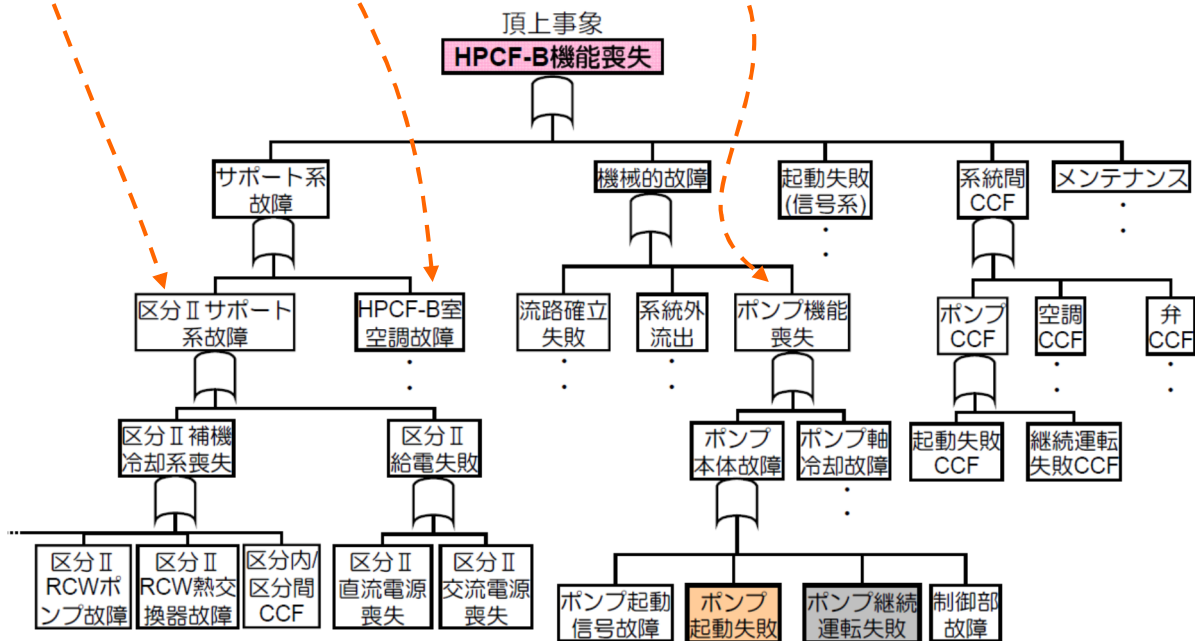 頂上事象
HPCF-B機能喪失
サポート系
故障
機械的故障
起動失敗
(信号系)
系統間
CCF
メンテナンス
区分Ⅱサポート
系故障
HPCF-B室
空調故障
流路確立
失敗
系統外
流出
ポンプ機能
喪失
ポンプ
CCF
空調
CCF
弁
CCF
区分Ⅱ補機
冷却系喪失
区分Ⅱ
給電失敗
ポンプ
本体故障
ポンプ軸
冷却故障
起動失敗
CCF
継続運転
失敗CCF
区分Ⅱ
RCWポ
ンプ故障
区分Ⅱ
RCW熱交
換器故障
区分内/
区分間
CCF
区分Ⅱ
直流電源
喪失
区分Ⅱ
交流電源
喪失
ポンプ起動
信号故障
ポンプ
起動失敗
ポンプ継続
運転失敗
制御部
故障